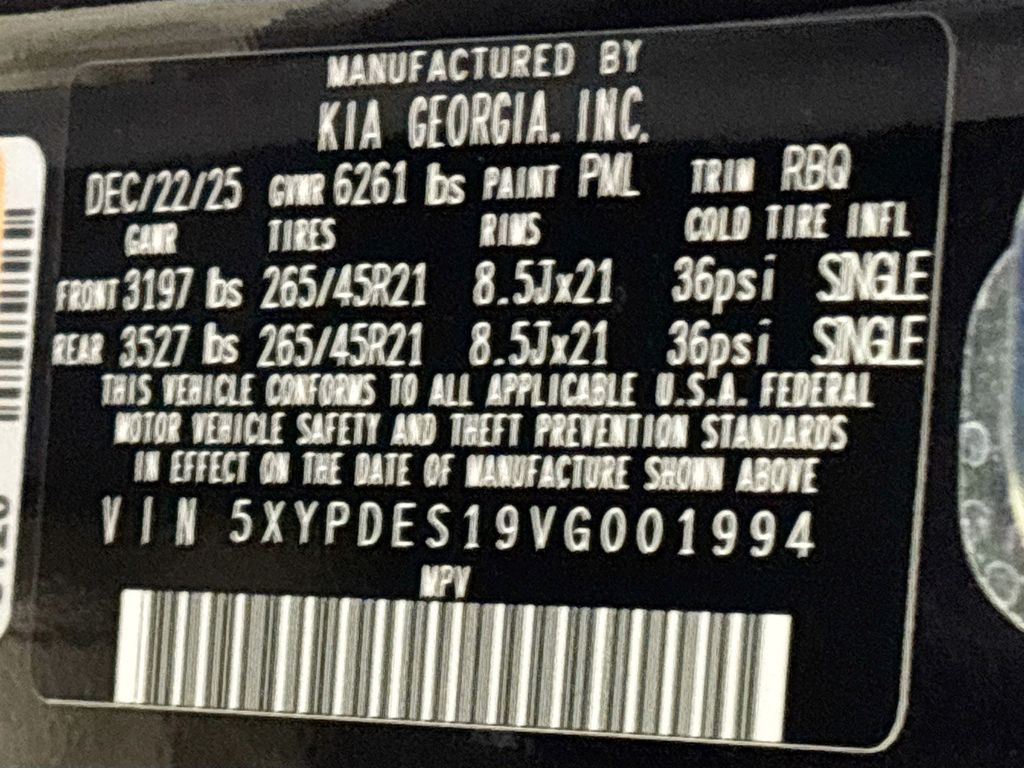 MANUFACTURED BY
KIA GEORGIA. INC.
DEC/22/25 GVWR 6261 lbs PAINT PML TRIM RBQ
GAWR TIRES RIMS COLD TIRE INFL
FRONT 3197 lbs 265/45R21 8.5Jx21 36psi SINGLE
REAR 3527 lbs 265/45R21 8.5Jx21 36psi SINGLE
THIS VEHICLE CONFORMS TO ALL APPLICABLE U.S.A. FEDERAL
MOTOR VEHICLE SAFETY AND THEFT PREVENTION STANDARDS
IN EFFECT ON THE DATE OF MANUFACTURE SHOWN ABOVE
VIN 5XYPDES19VG001994
MPV